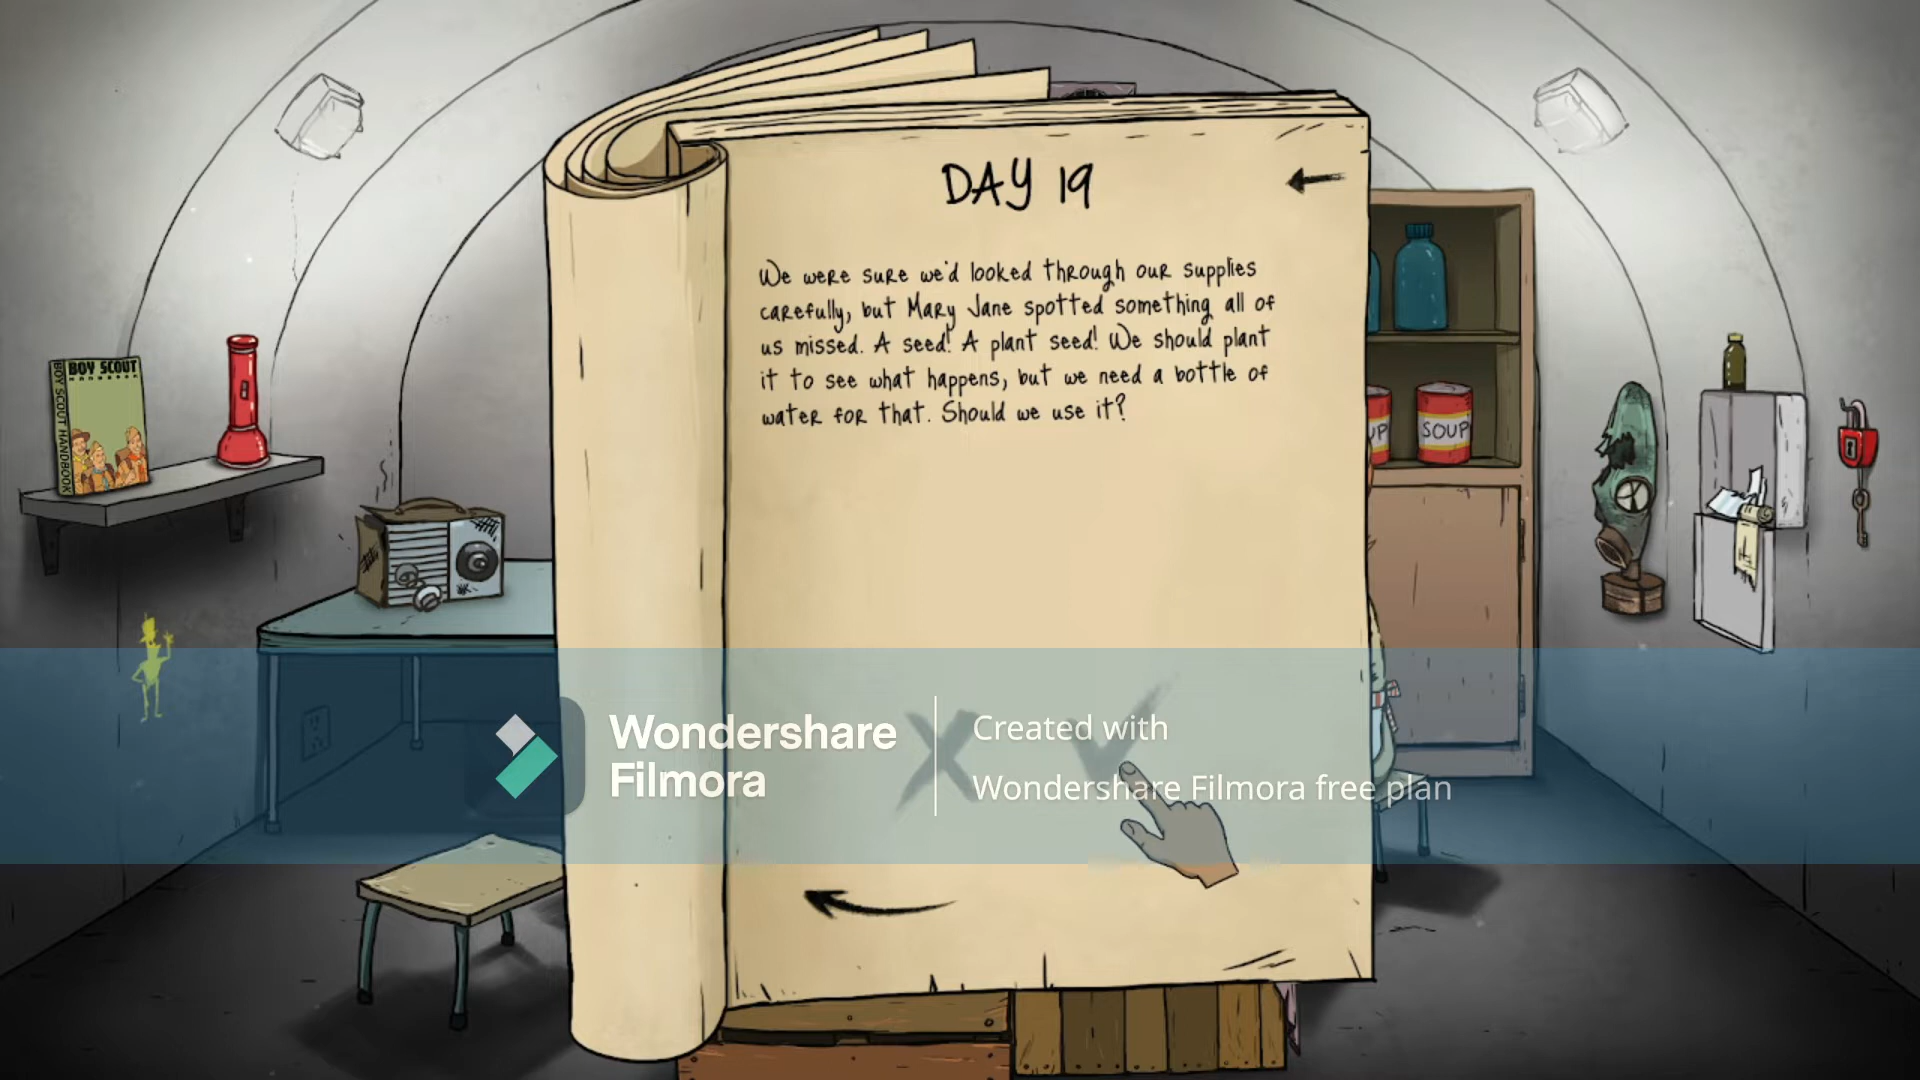 DAY 19
We were sure we'd looked through our supplies
carefully, but Mary Jane spotted something all of
us missed. A seed! A plant seed! We should plant
it to see what happens, but we need a bottle of
water for that. Should we use it?
BOY SCOUT
HANDBOOK
BOY SCOUT HANDBOOK
UP
SOUP
Wondershare
Filmora
Created with
Wondershare Filmora free plan